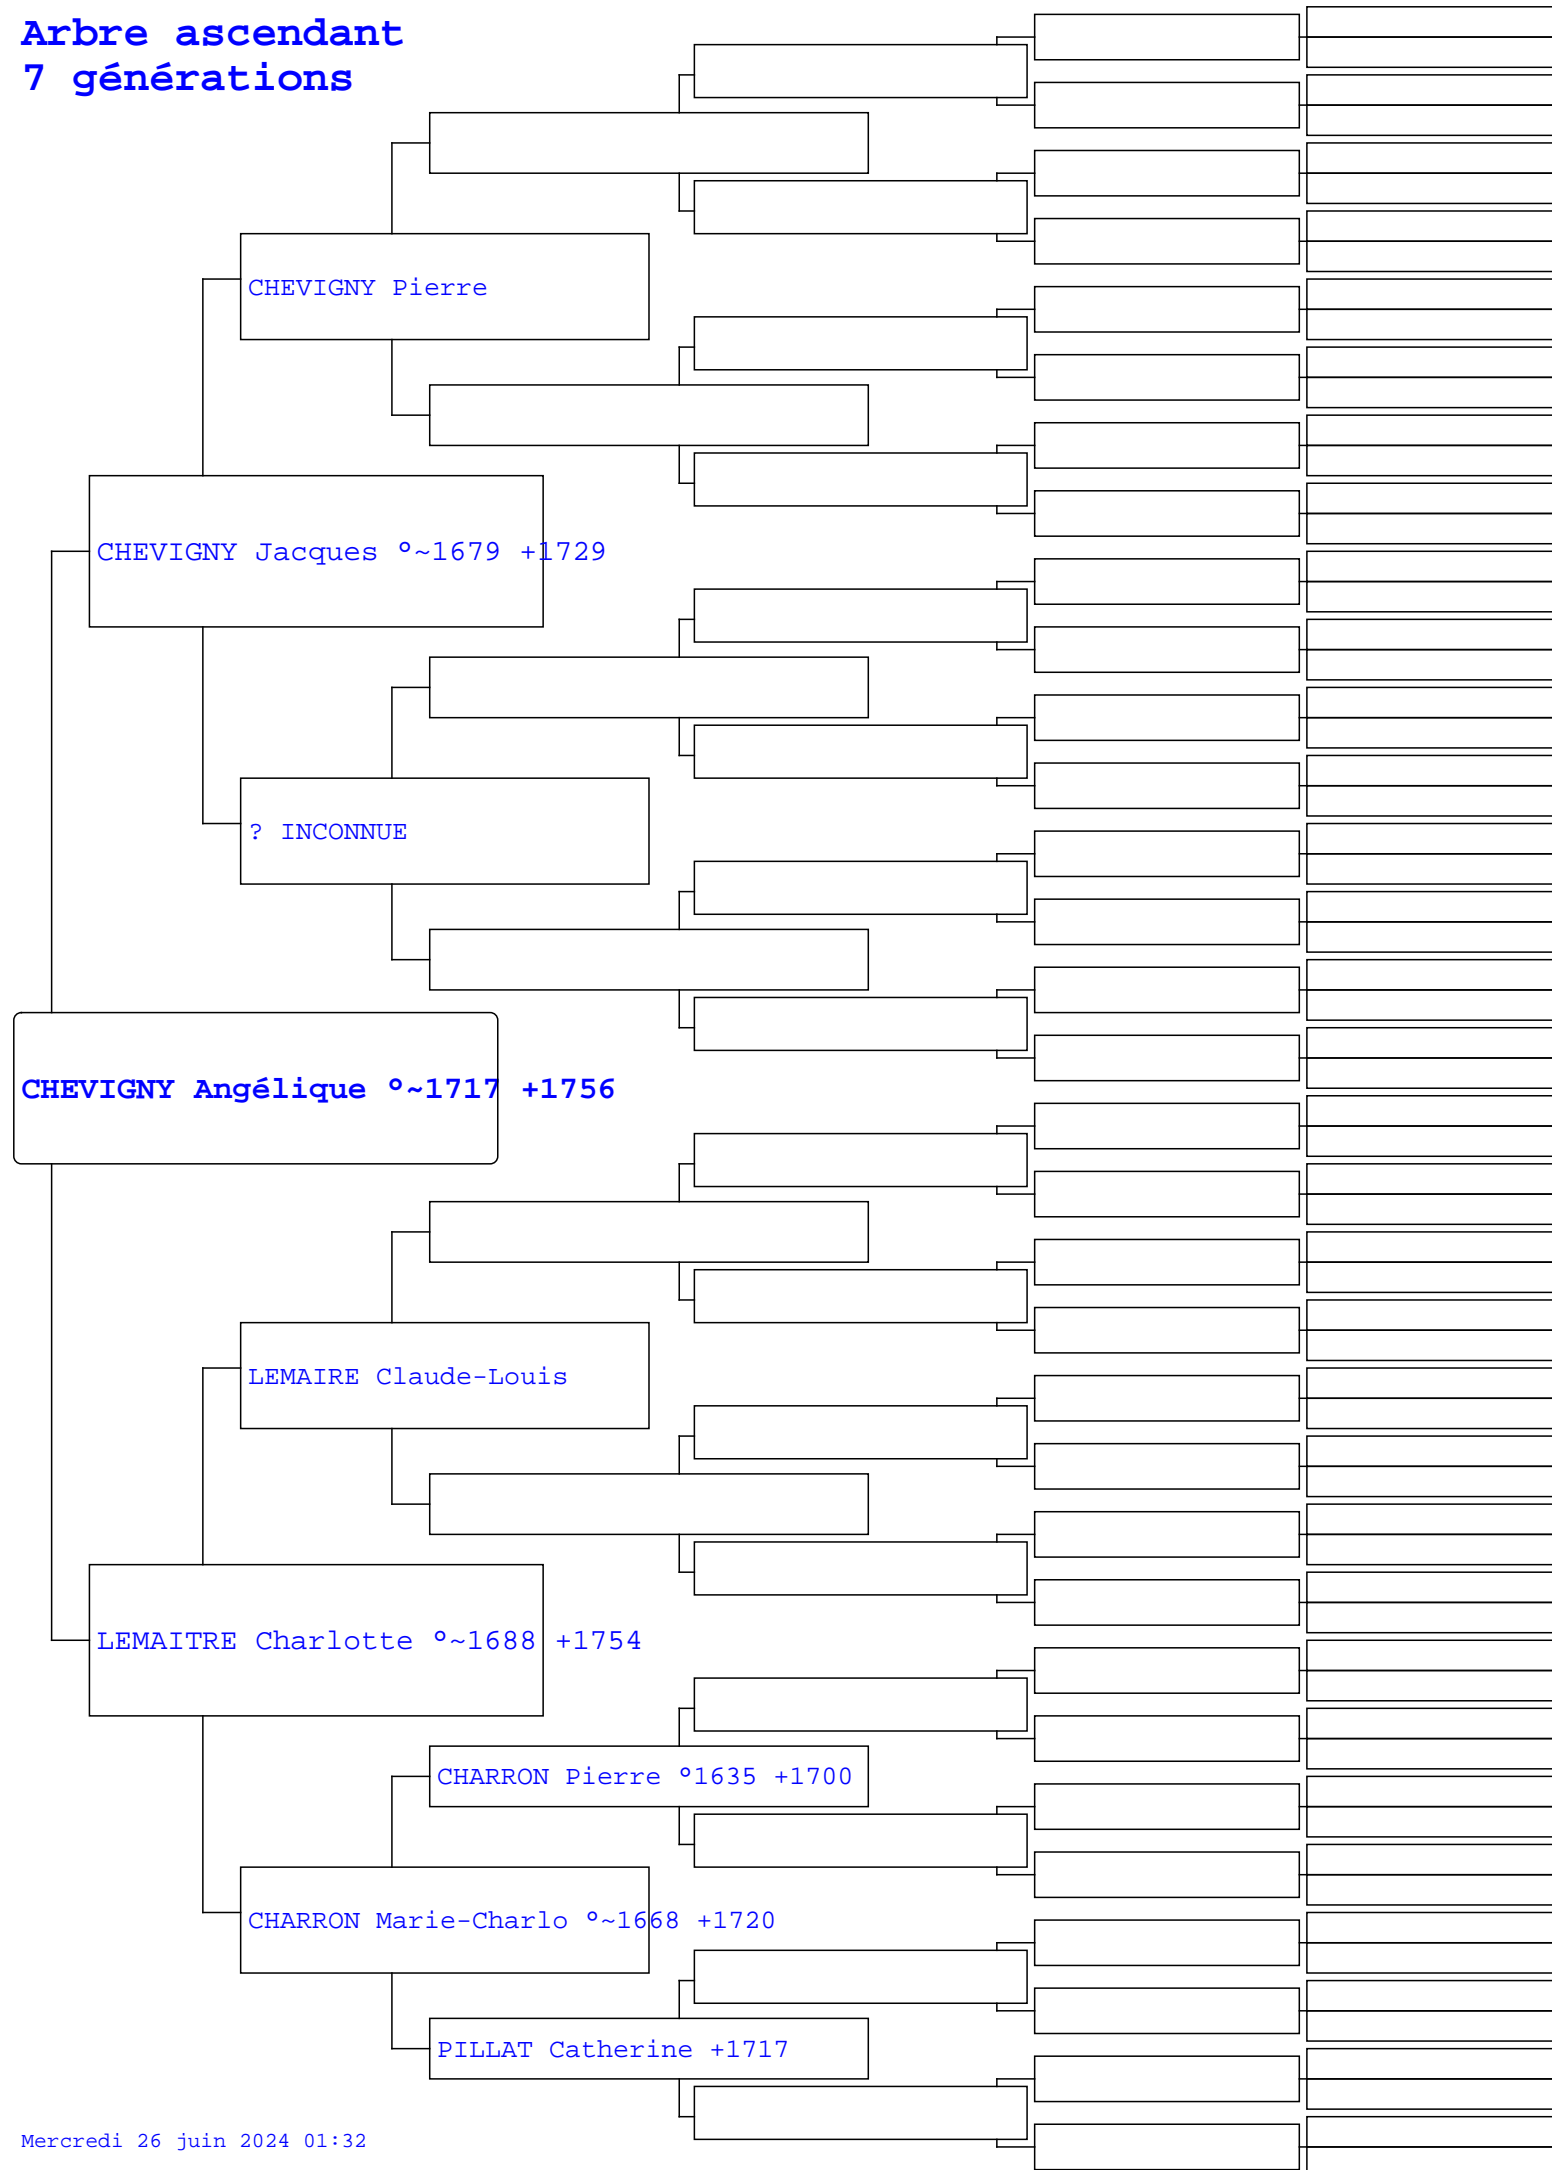 Arbre ascendant
7 générations
CHEVIGNY Pierre
CHEVIGNY Jacques °~1679 +1729
? INCONNUE
CHEVIGNY Angélique °~1717 +1756
LEMAIRE Claude-Louis
LEMAITRE Charlotte °~1688 +1754
CHARRON Pierre °1635 +1700
CHARRON Marie-Charlo °~1668 +1720
PILLAT Catherine +1717
Mercredi 26 juin 2024 01:32